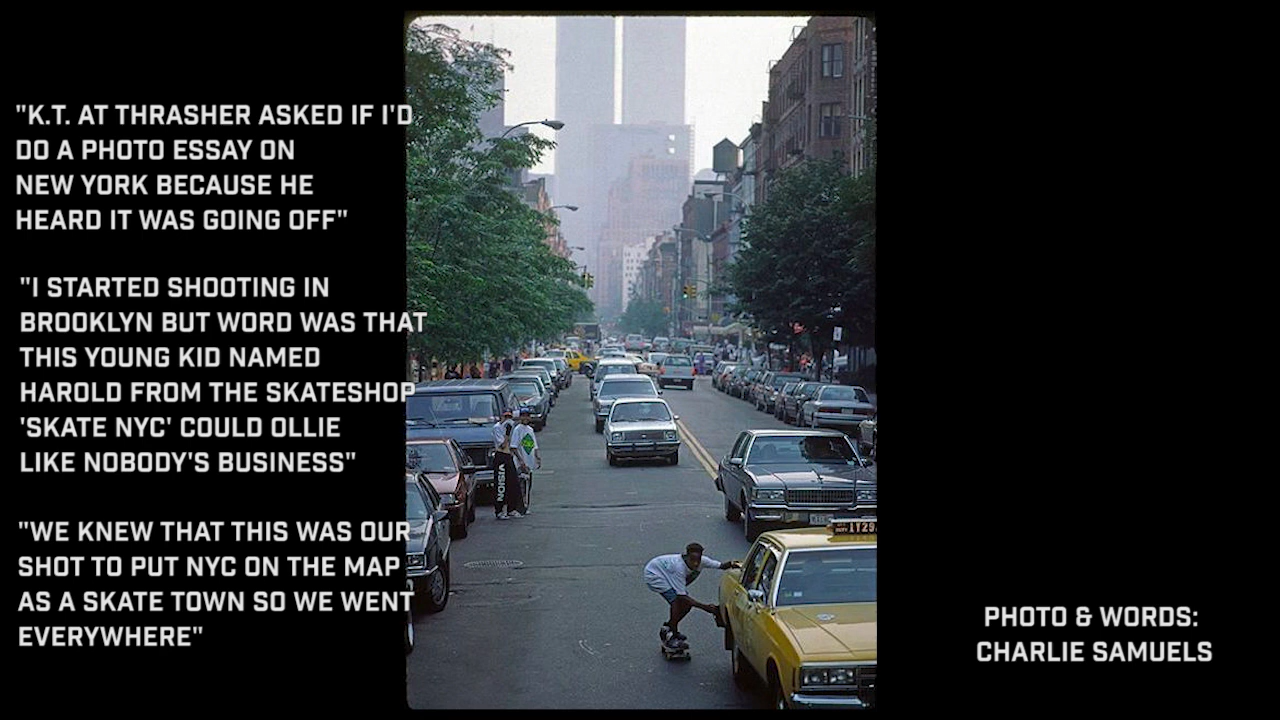 "K.T. AT THRASHER ASKED IF I'D
DO A PHOTO ESSAY ON
NEW YORK BECAUSE HE
HEARD IT WAS GOING OFF"
"I STARTED SHOOTING IN
BROOKLYN BUT WORD WAS THAT
THIS YOUNG KID NAMED
HAROLD FROM THE SKATESHOP
'SKATE NYC' COULD OLLIE
LIKE NOBODY'S BUSINESS"
"WE KNEW THAT THIS WAS OUR
SHOT TO PUT NYC ON THE MAP
AS A SKATE TOWN SO WE WENT
EVERYWHERE"
VISION
PHOTO & WORDS:
CHARLIE SAMUELS